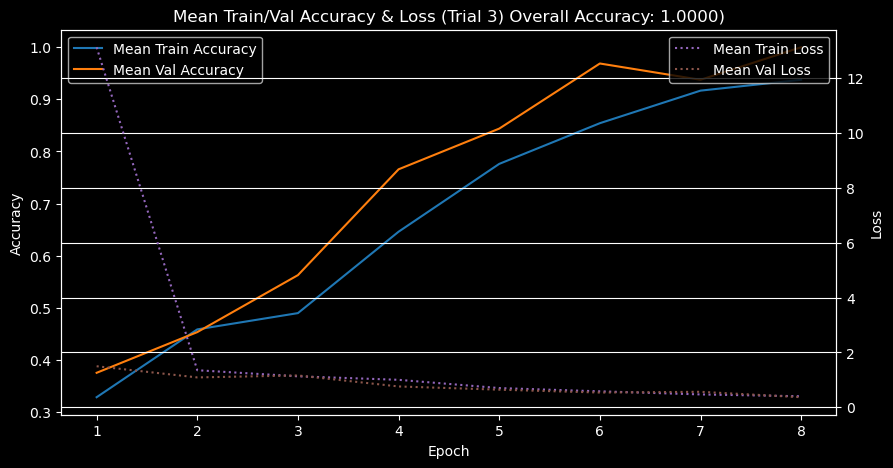 Mean Train/Val Accuracy & Loss (Trial 3) Overall Accuracy: 1.0000)
Mean Train Accuracy
Mean Val Accuracy
Mean Train Loss
Mean Val Loss
1.0
0.9
0.8
0.7
0.6
0.5
0.4
0.3
Accuracy
12
10
8
6
4
2
0
Loss
1 2 3 4 5 6 7 8
Epoch